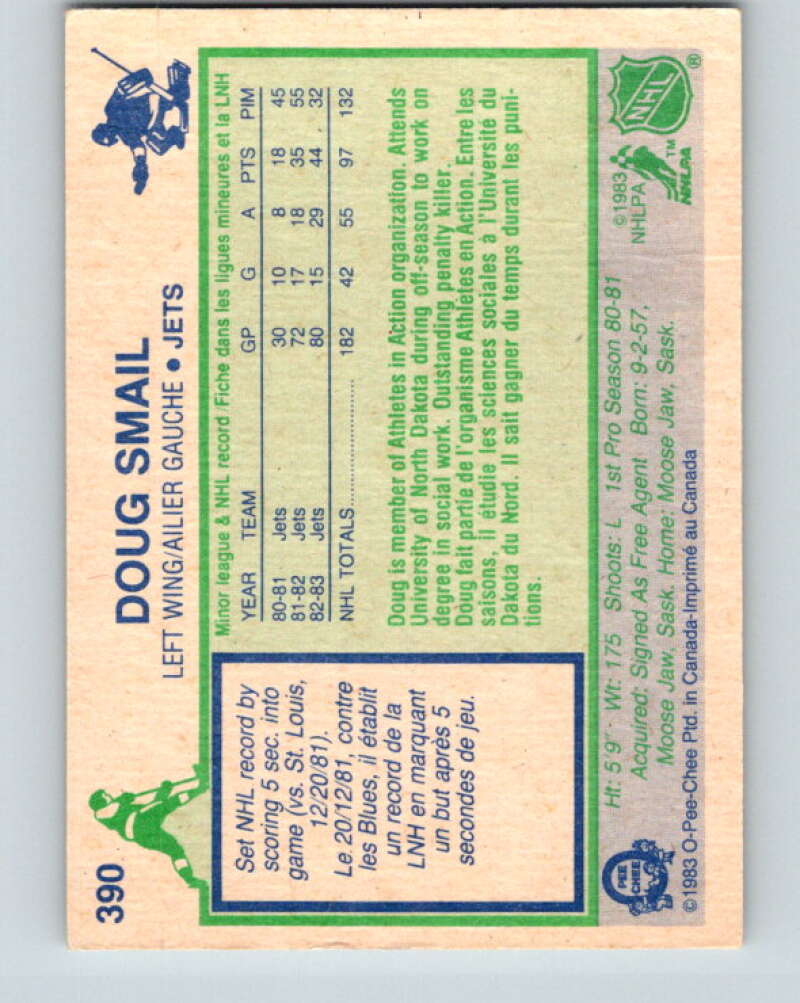 390
DOUG SMAIL
LEFT WING/AILIER GAUCHE • JETS
Set NHL record by
scoring 5 sec. into
game (vs. St. Louis,
12/20/81).
Le 20/12/81, contre
les Blues, il établit
un record de la
LNH en marquant
un but après 5
secondes de jeu.
Minor league & NHL record/Fiche dans les ligues mineures et la LNH
YEAR TEAM GP G A PTS PIM
80-81 Jets 30 10 8 18 45
81-82 Jets 72 17 18 35 55
82-83 Jets 80 15 29 44 32
NHL TOTALS 182 42 55 97 132
Doug is member of Athletes in Action organization. Attends
University of North Dakota during off-season to work on
degree in social work. Outstanding penalty killer.
Doug fait partie de l'organisme Athlètes en Action. Entre les
saisons, il étudie les sciences sociales à l'Université du
Dakota du Nord. Il sait gagner du temps durant les puni-
tions.
Ht: 5'9" Wt: 175 Shoots: L 1st Pro Season 80-81
Acquired: Signed As Free Agent Born: 9-2-57,
Moose Jaw, Sask. Home: Moose Jaw, Sask.
©1983 O-Pee-Chee Ptd. in Canada-Imprimé au Canada
O PEE CHEE
©1983
NHLPA
NHLPA
TM
NHL
®